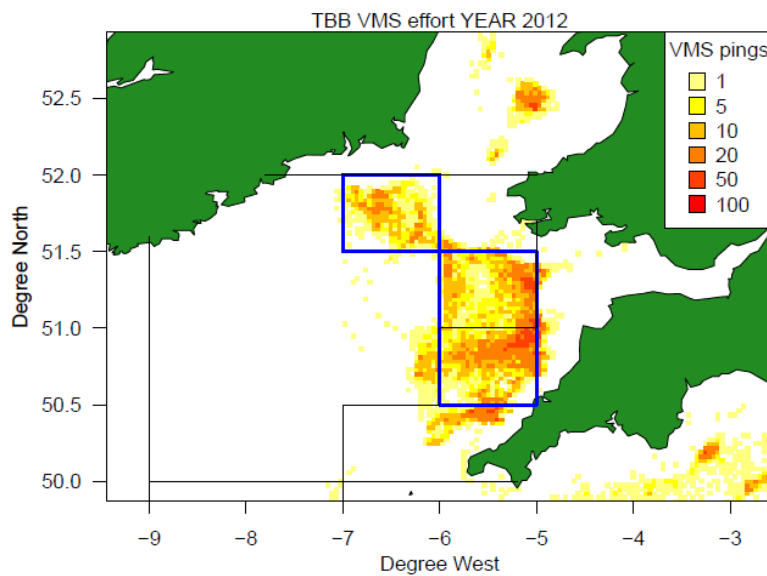 TBB VMS effort YEAR 2012
VMS pings
1
5
10
20
50
100
Degree North
52.5
52.0
51.5
51.0
50.5
50.0
−9 −8 −7 −6 −5 −4 −3
Degree West